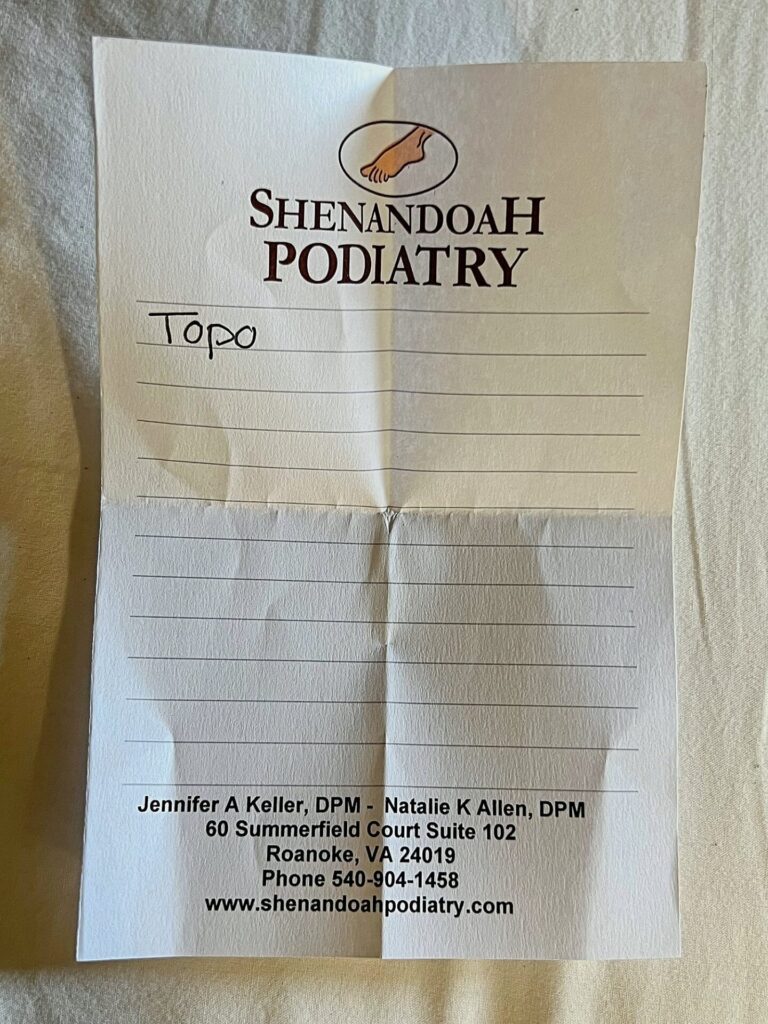 SHENANDOAH
PODIATRY
Topo
Jennifer A Keller, DPM - Natalie K Allen, DPM
60 Summerfield Court Suite 102
Roanoke, VA 24019
Phone 540-904-1458
www.shenandoahpodiatry.com